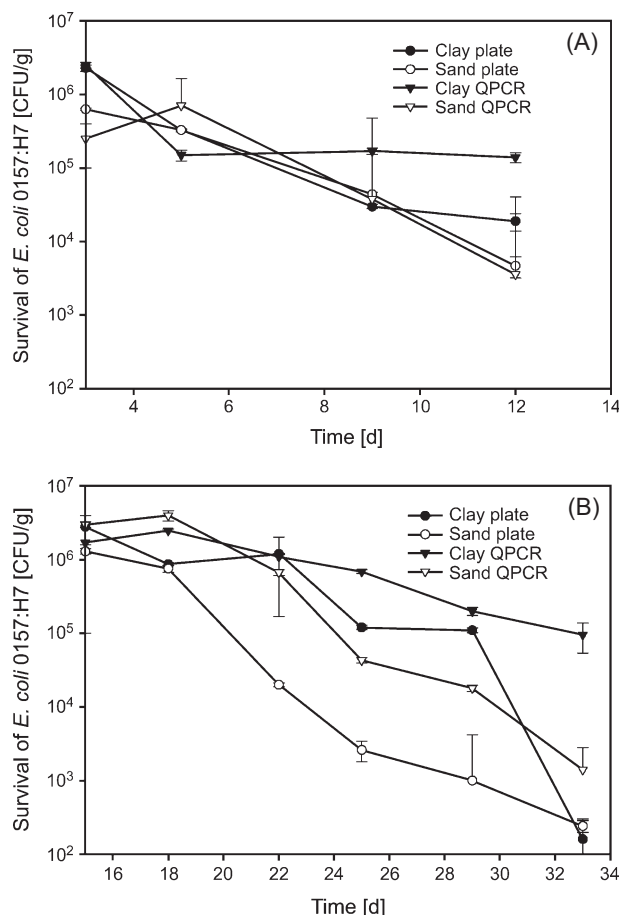 (A)
Clay plate
Sand plate
Clay QPCR
Sand QPCR
Survival of E. coli 0157:H7 [CFU/g]
10^7
10^6
10^5
10^4
10^3
10^2
4 6 8 10 12 14
Time [d]
(B)
Clay plate
Sand plate
Clay QPCR
Sand QPCR
Survival of E. coli 0157:H7 [CFU/g]
10^7
10^6
10^5
10^4
10^3
10^2
16 18 20 22 24 26 28 30 32 34
Time [d]